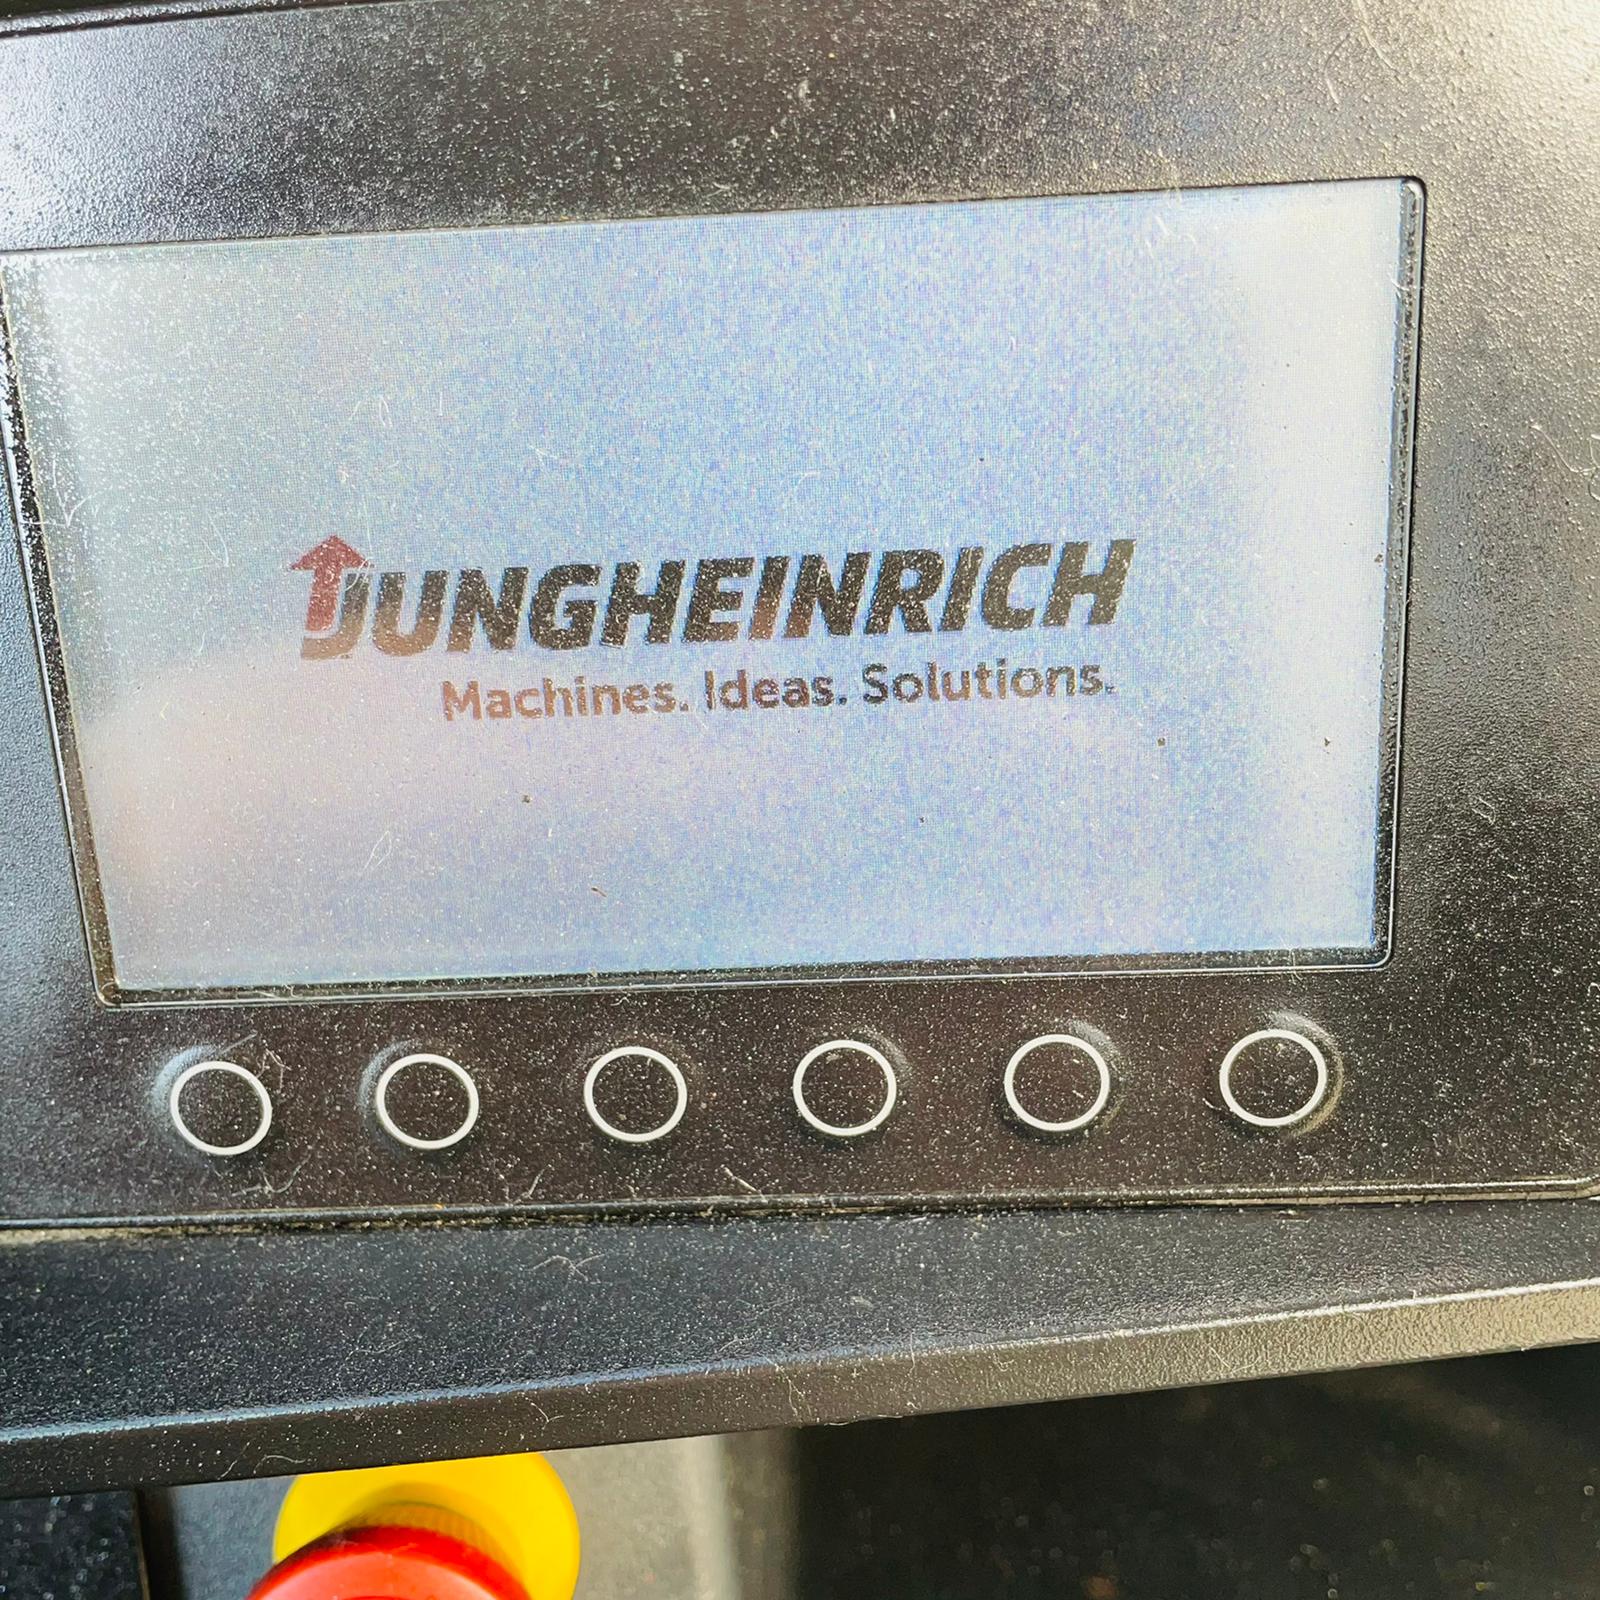 JUNGHEINRICH
Machines. Ideas. Solutions.